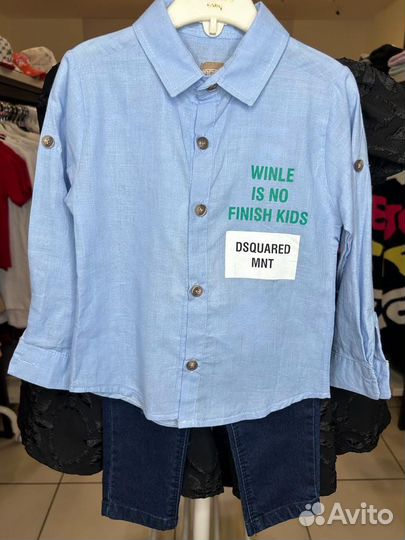 WINLE
IS NO
FINISH KIDS
DSQUARED
MNT
Avito